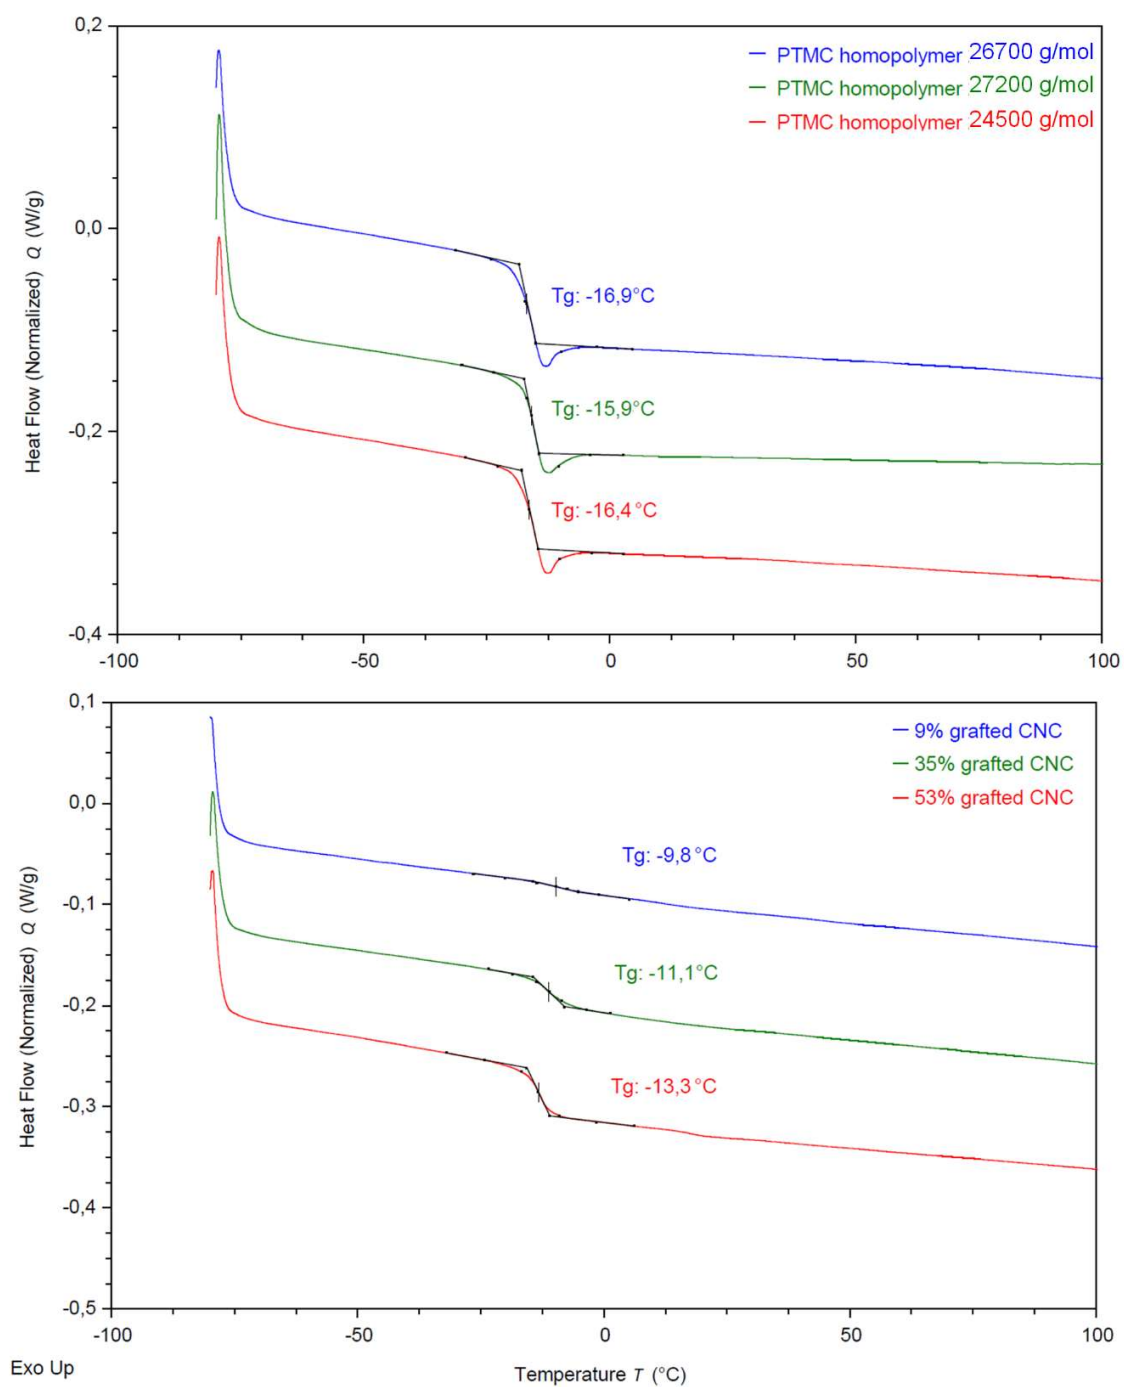 0,2
PTMC homopolymer 26700 g/mol
PTMC homopolymer 27200 g/mol
PTMC homopolymer 24500 g/mol
0,0
Heat Flow (Normalized) Q (W/g)
Tg: -16,9°C
Tg: -15,9°C
-0,2
Tg: -16,4°C
-0,4
-100 -50 0 50 100
0,1
9% grafted CNC
35% grafted CNC
53% grafted CNC
0,0
Tg: -9,8°C
-0,1
Heat Flow (Normalized) Q (W/g)
Tg: -11,1°C
-0,2
Tg: -13,3°C
-0,3
-0,4
-0,5
-100 -50 0 50 100
Exo Up
Temperature T (°C)